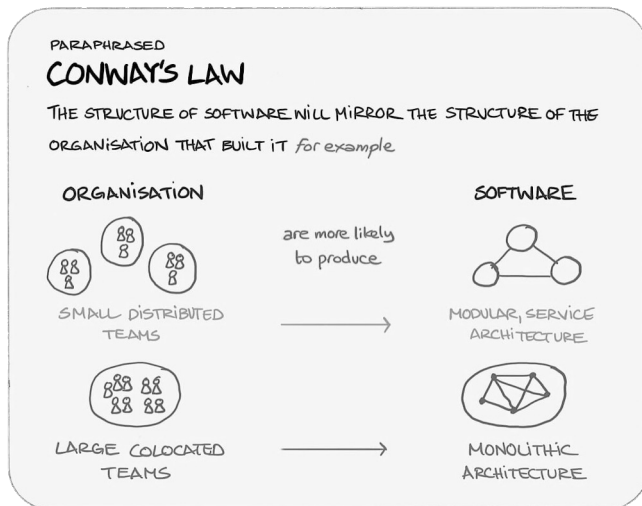 PARAPHRASED
CONWAY'S LAW
THE STRUCTURE OF SOFTWARE WILL MIRROR THE STRUCTURE OF THE
ORGANISATION THAT BUILT IT for example
ORGANISATION
SOFTWARE
are more likely
to produce
SMALL DISTRIBUTED
TEAMS
MODULAR, SERVICE
ARCHITECTURE
LARGE COLOCATED
TEAMS
MONOLITHIC
ARCHITECTURE